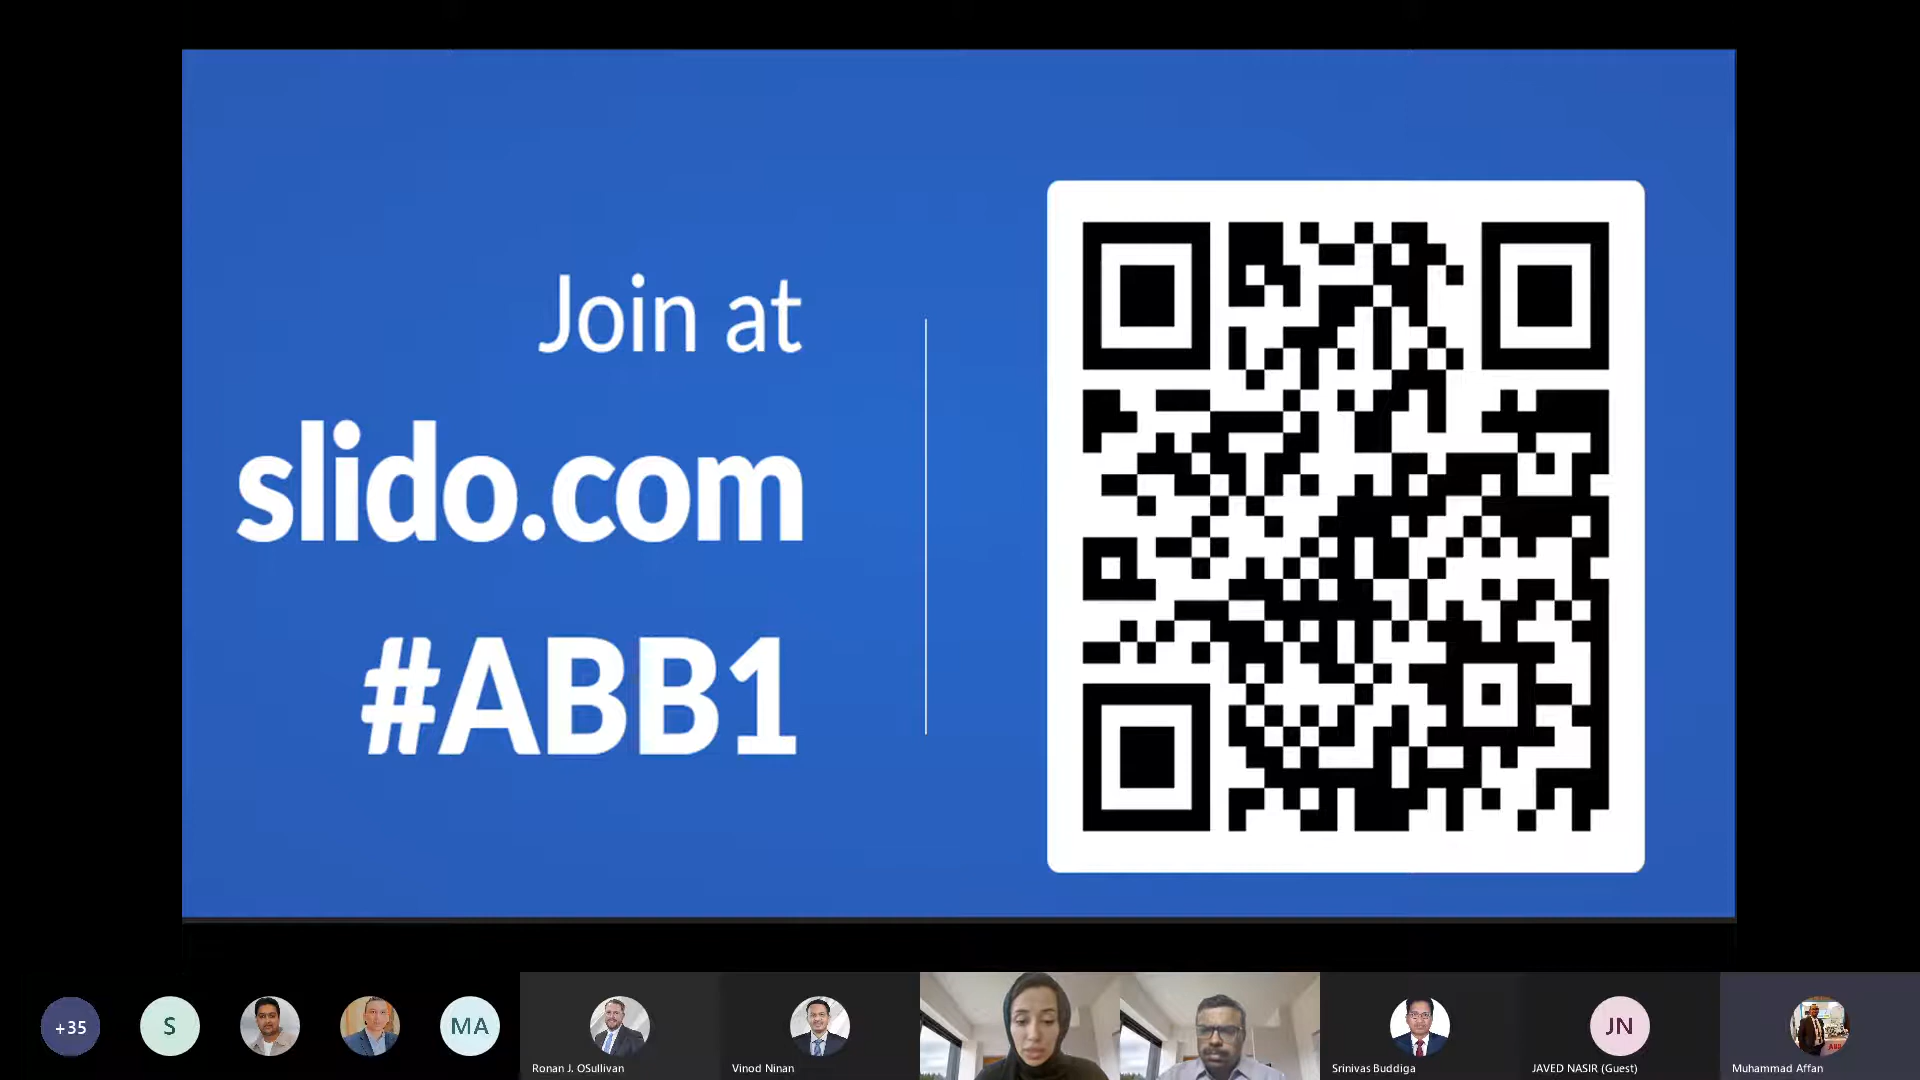 Join at
slido.com
#ABB1
+35
S
MA
Ronan J. OSullivan
Vinod Ninan
Srinivas Buddiga
JN
JAVED NASIR (Guest)
Muhammad Affan
ABB